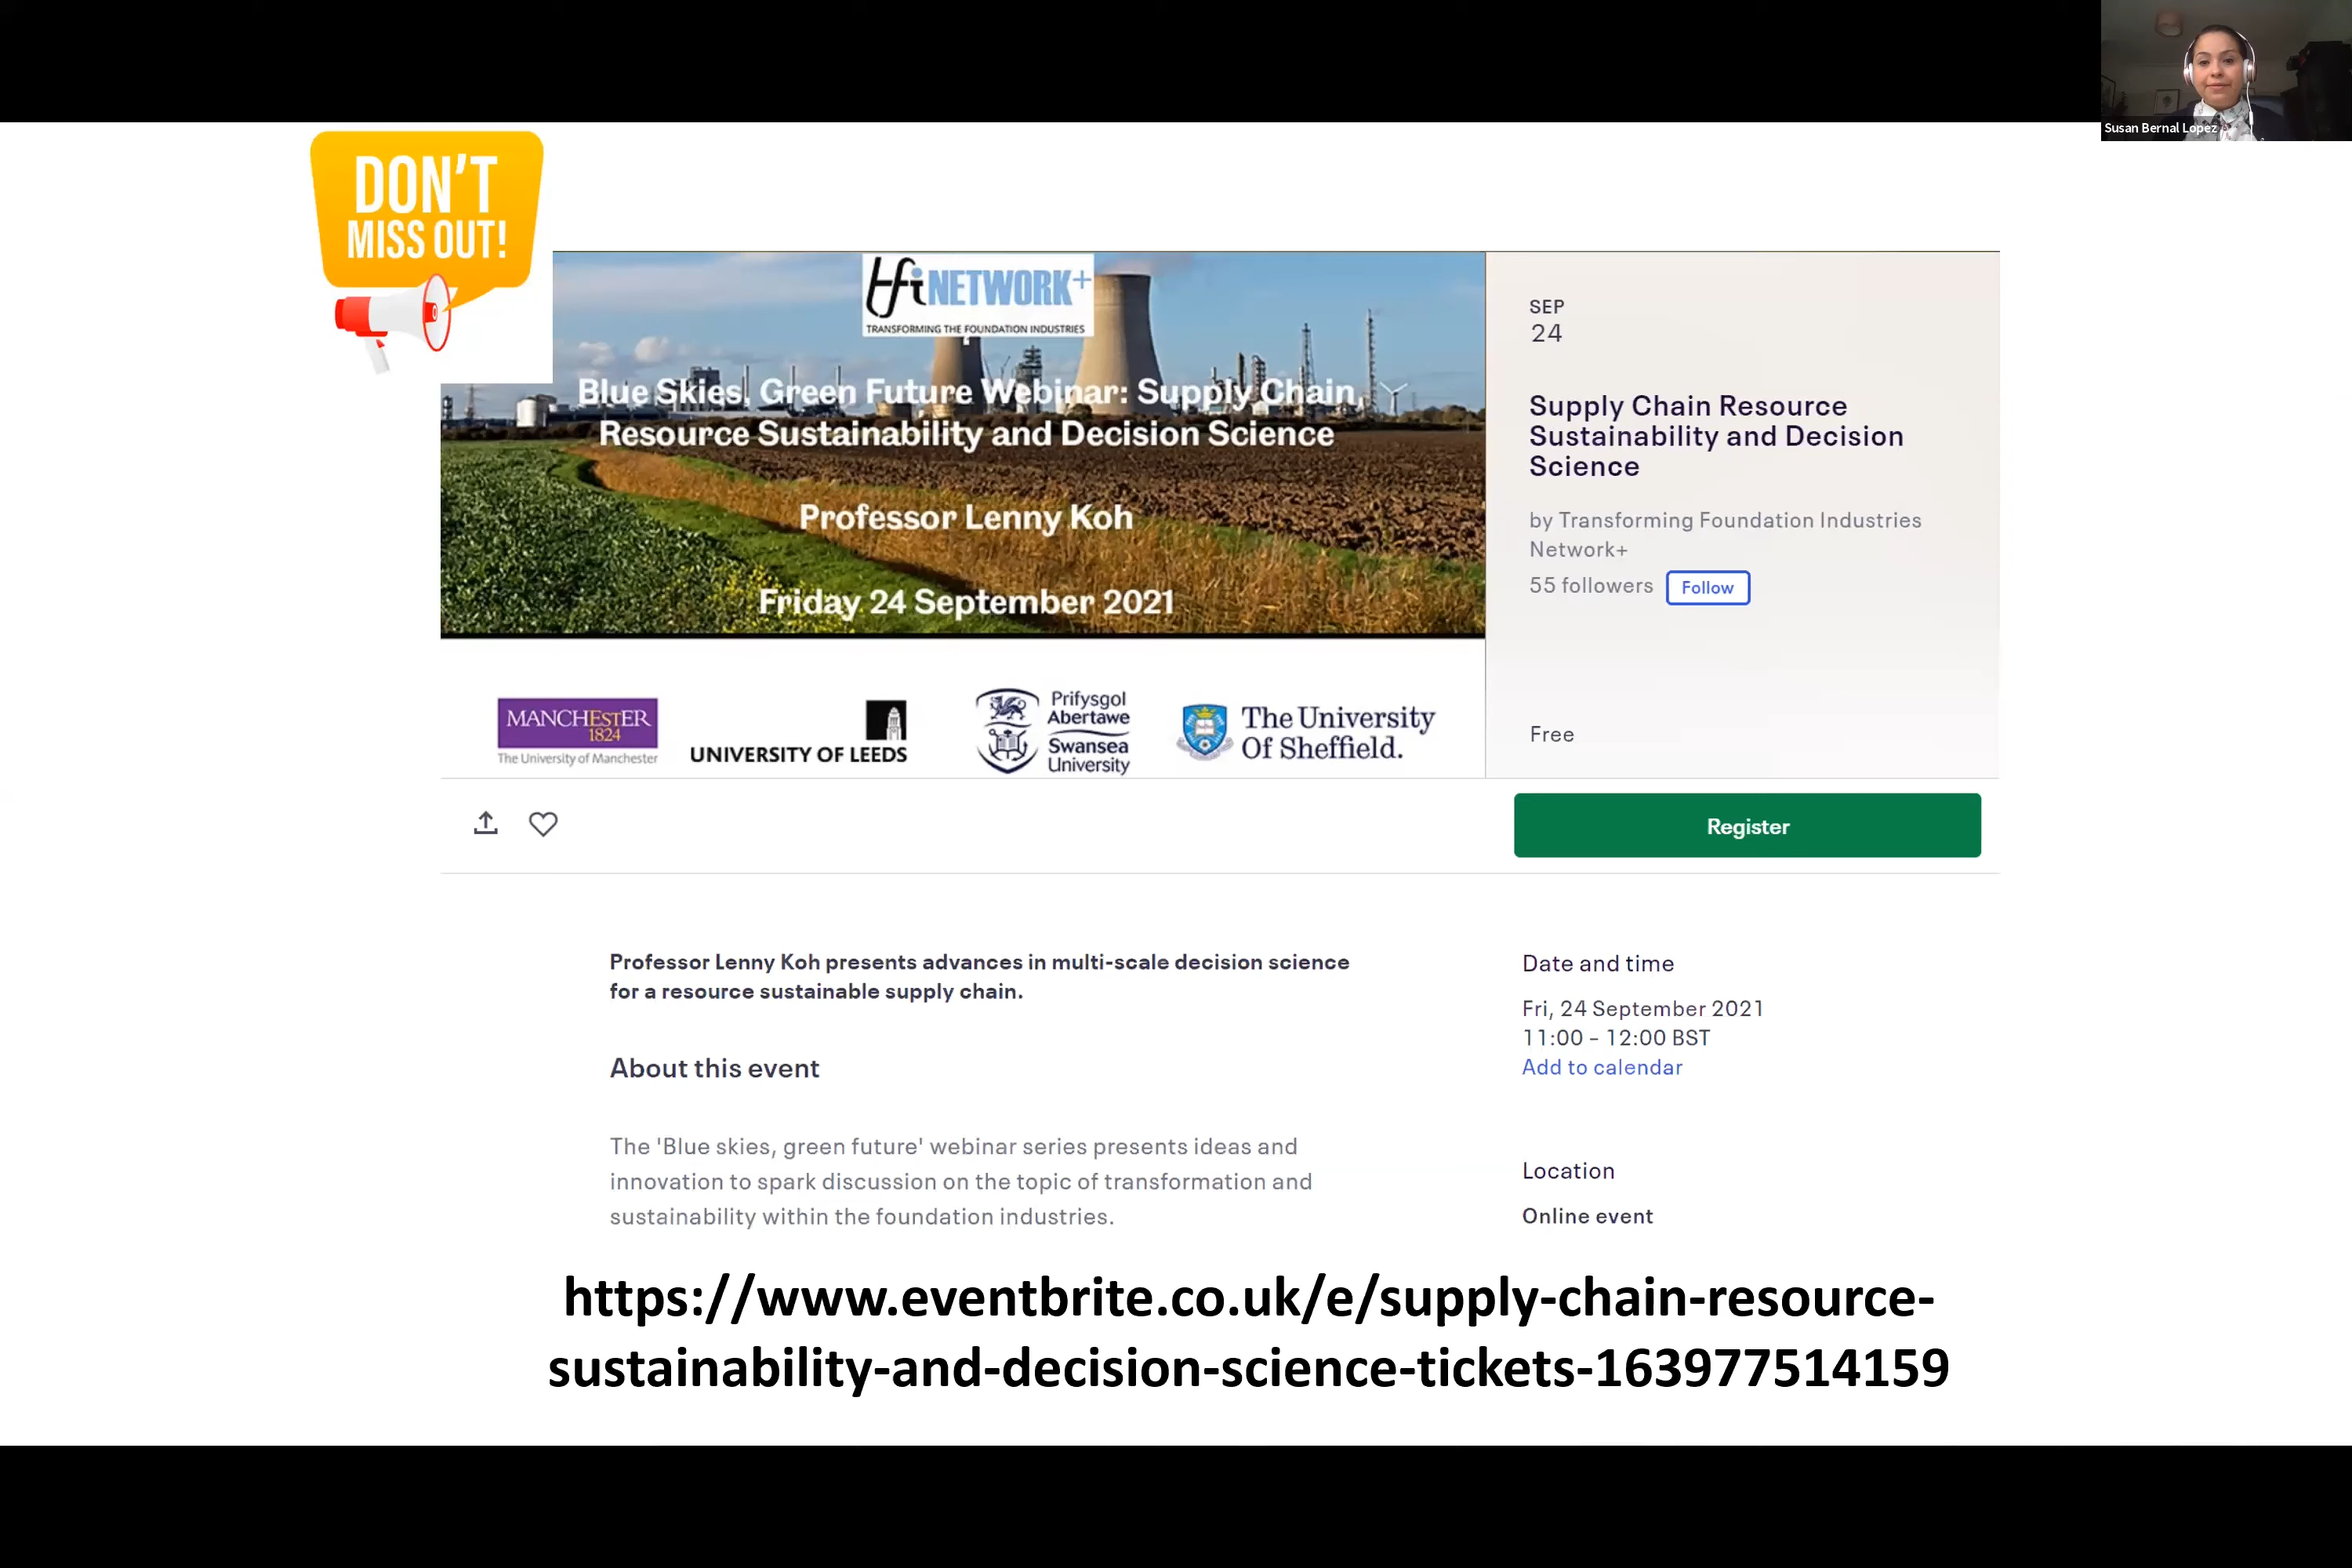 Susan Bernal Lopez
DON'T
MISS OUT!
tfi NETWORK+
TRANSFORMING THE FOUNDATION INDUSTRIES
Blue Skies, Green Future Webinar: Supply Chain,
Resource Sustainability and Decision Science
Professor Lenny Koh
Friday 24 September 2021
MANCHESTER
1824
The University of Manchester
UNIVERSITY OF LEEDS
Prifysgol
Abertawe
Swansea
University
The University
Of Sheffield.
SEP
24
Supply Chain Resource
Sustainability and Decision
Science
by Transforming Foundation Industries
Network+
55 followers Follow
Free
Register
Professor Lenny Koh presents advances in multi-scale decision science
for a resource sustainable supply chain.
About this event
The 'Blue skies, green future' webinar series presents ideas and
innovation to spark discussion on the topic of transformation and
sustainability within the foundation industries.
Date and time
Fri, 24 September 2021
11:00 – 12:00 BST
Add to calendar
Location
Online event
https://www.eventbrite.co.uk/e/supply-chain-resource-
sustainability-and-decision-science-tickets-163977514159